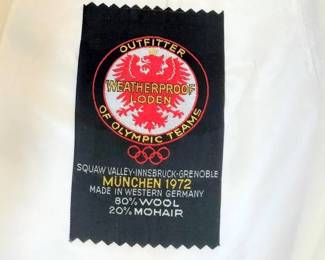 OUTFITTER
WEATHERPROOF
LODEN
OF OLYMPIC TEAMS
SQUAW VALLEY-INNSBRUCK-GRENOBLE
MÜNCHEN 1972
MADE IN WESTERN GERMANY
80% WOOL
20% MOHAIR